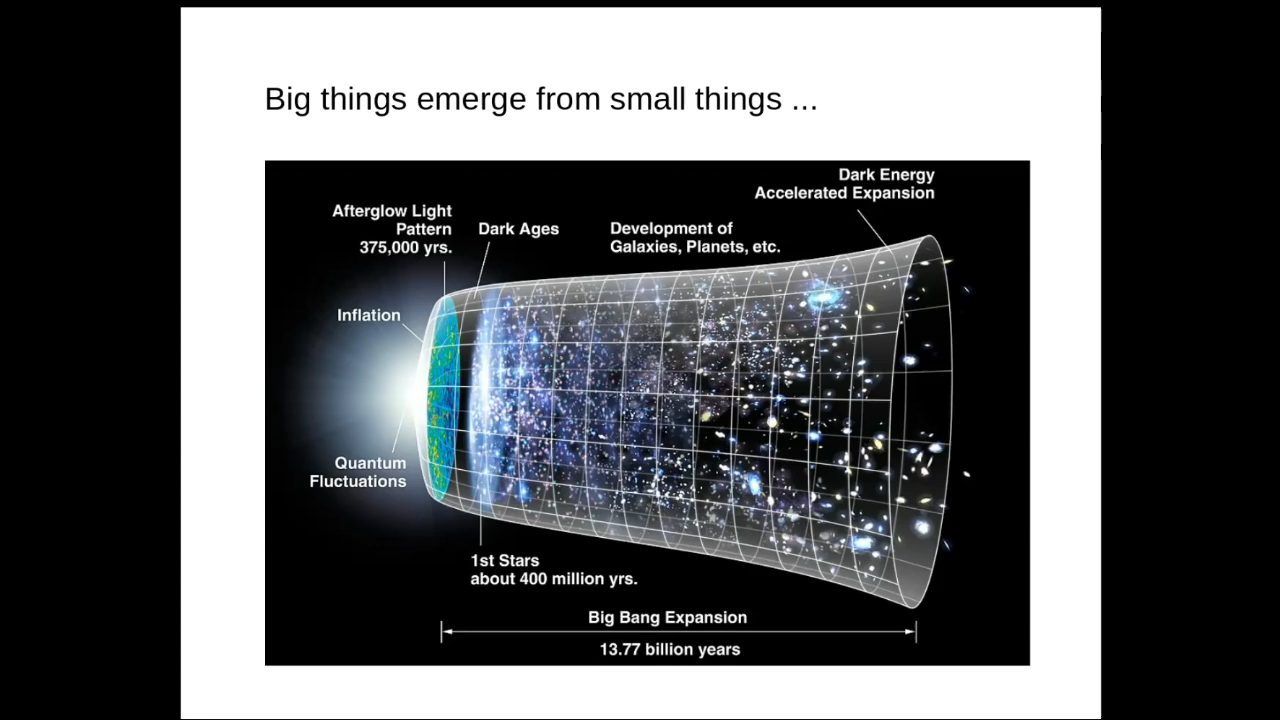 Big things emerge from small things ...
Dark Energy
Accelerated Expansion
Afterglow Light
Pattern
375,000 yrs.
Dark Ages
Development of
Galaxies, Planets, etc.
Inflation
Quantum
Fluctuations
1st Stars
about 400 million yrs.
Big Bang Expansion
13.77 billion years